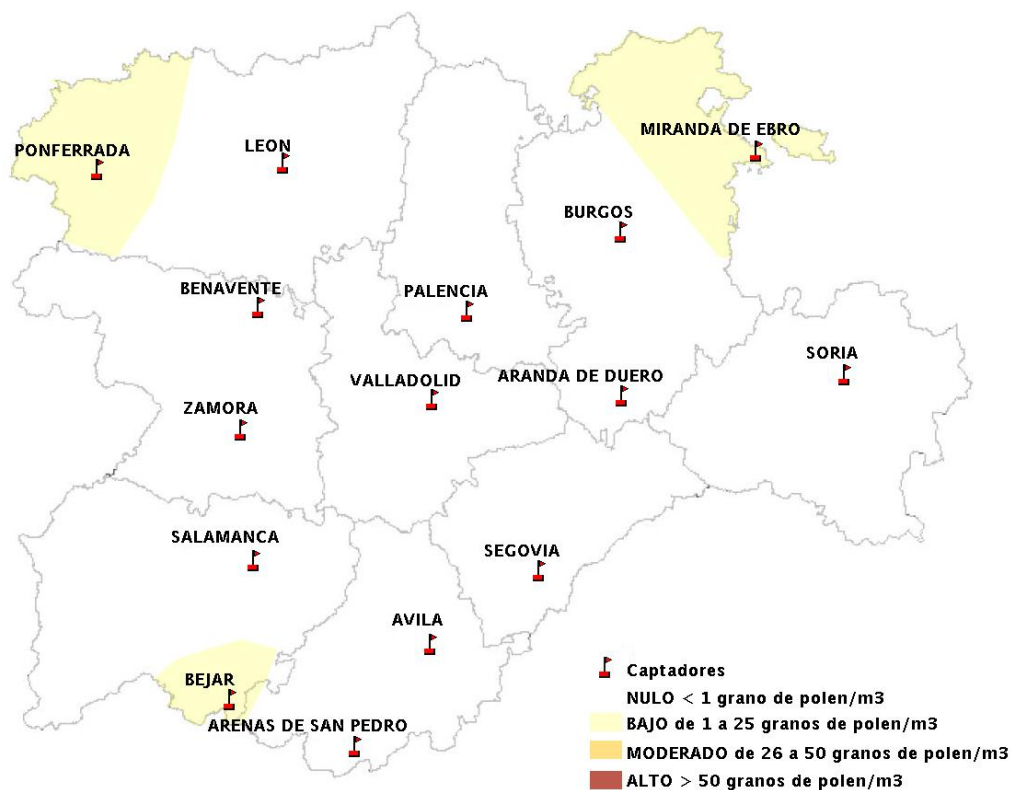 MIRANDA DE EBRO
PONFERRADA
LEON
BURGOS
BENAVENTE
PALENCIA
SORIA
VALLADOLID
ARANDA DE DUERO
ZAMORA
SALAMANCA
SEGOVIA
AVILA
BEJAR
ARENAS DE SAN PEDRO
Captadores
NULO < 1 grano de polen/m3
BAJO de 1 a 25 granos de polen/m3
MODERADO de 26 a 50 granos de polen/m3
ALTO > 50 granos de polen/m3